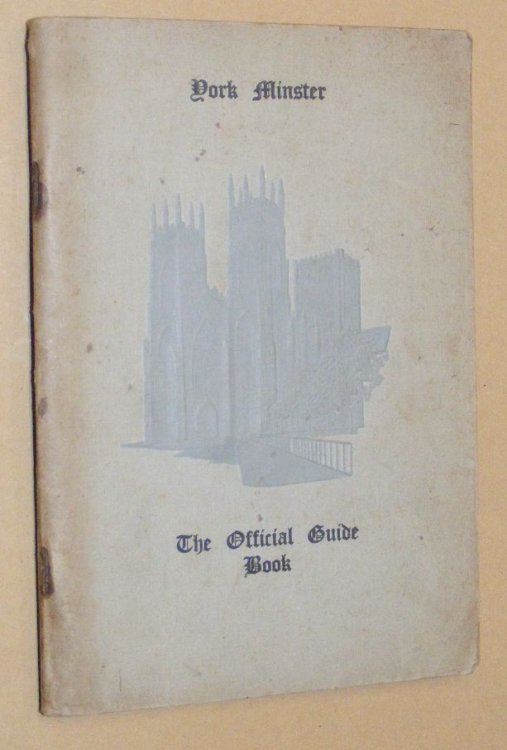 York Minster
The Official Guide
Book